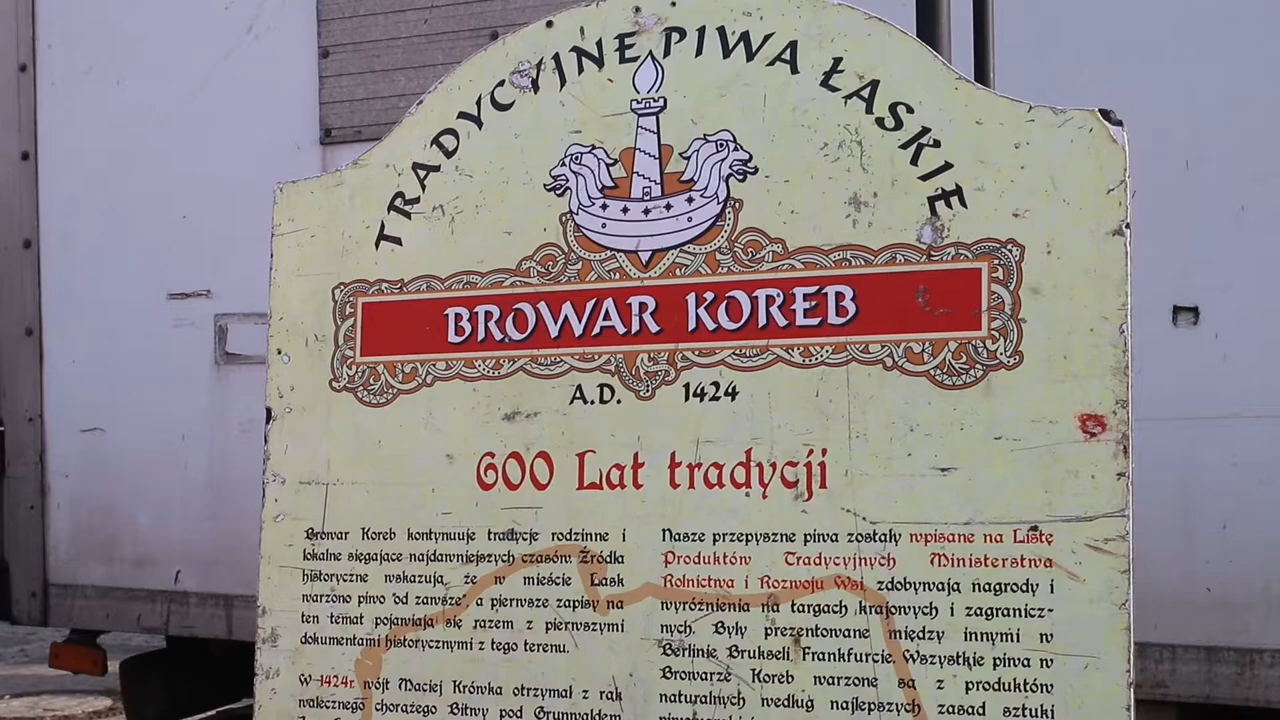 TRADYCYJNE PIWA ŁASKIE
BROWAR KOREB
A.D. 1424
600 Lat tradycji
Browar Koreb kontynuuje tradycje rodzinne i
lokalne sięgające najdawniejszych czasów. Źródła
historyczne wskazują, że w mieście Łask
warzono piwo "od zawsze", a pierwsze zapisy na
ten temat pojawiają się razem z pierwszymi
dokumentami historycznymi z tego terenu.
W 1424r. wójt Maciej Krówka otrzymał z rąk
walecznego chorążego Bitwy pod Grunwaldem
Nasze przepyszne piwa zostały wpisane na Listę
Produktów Tradycyjnych Ministerstwa
Rolnictwa i Rozwoju Wsi, zdobywają nagrody i
wyróżnienia na targach krajowych i zagranicz-
nych. Były prezentowane między innymi w
Berlinie, Brukseli, Frankfurcie. Wszystkie piwa w
Browarze Koreb warzone są z produktów
naturalnych według najlepszych zasad sztuki